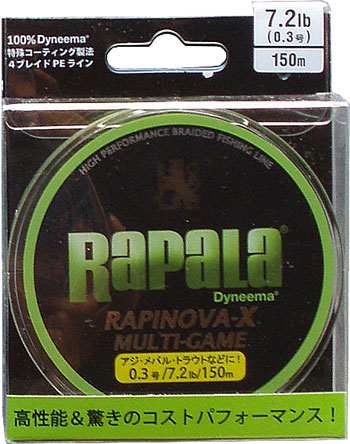 100% Dyneema®
特殊コーティング製法
4ブレイドPEライン
7.2lb
(0.3号)
150m
HIGH PERFORMANCE BRAIDED FISHING LINE
RAPALA®
Dyneema®
RAPINOVA-X
MULTI-GAME
アジ・メバル・トラウトなどに!
0.3号/7.2lb/150m
高性能&驚きのコストパフォーマンス!